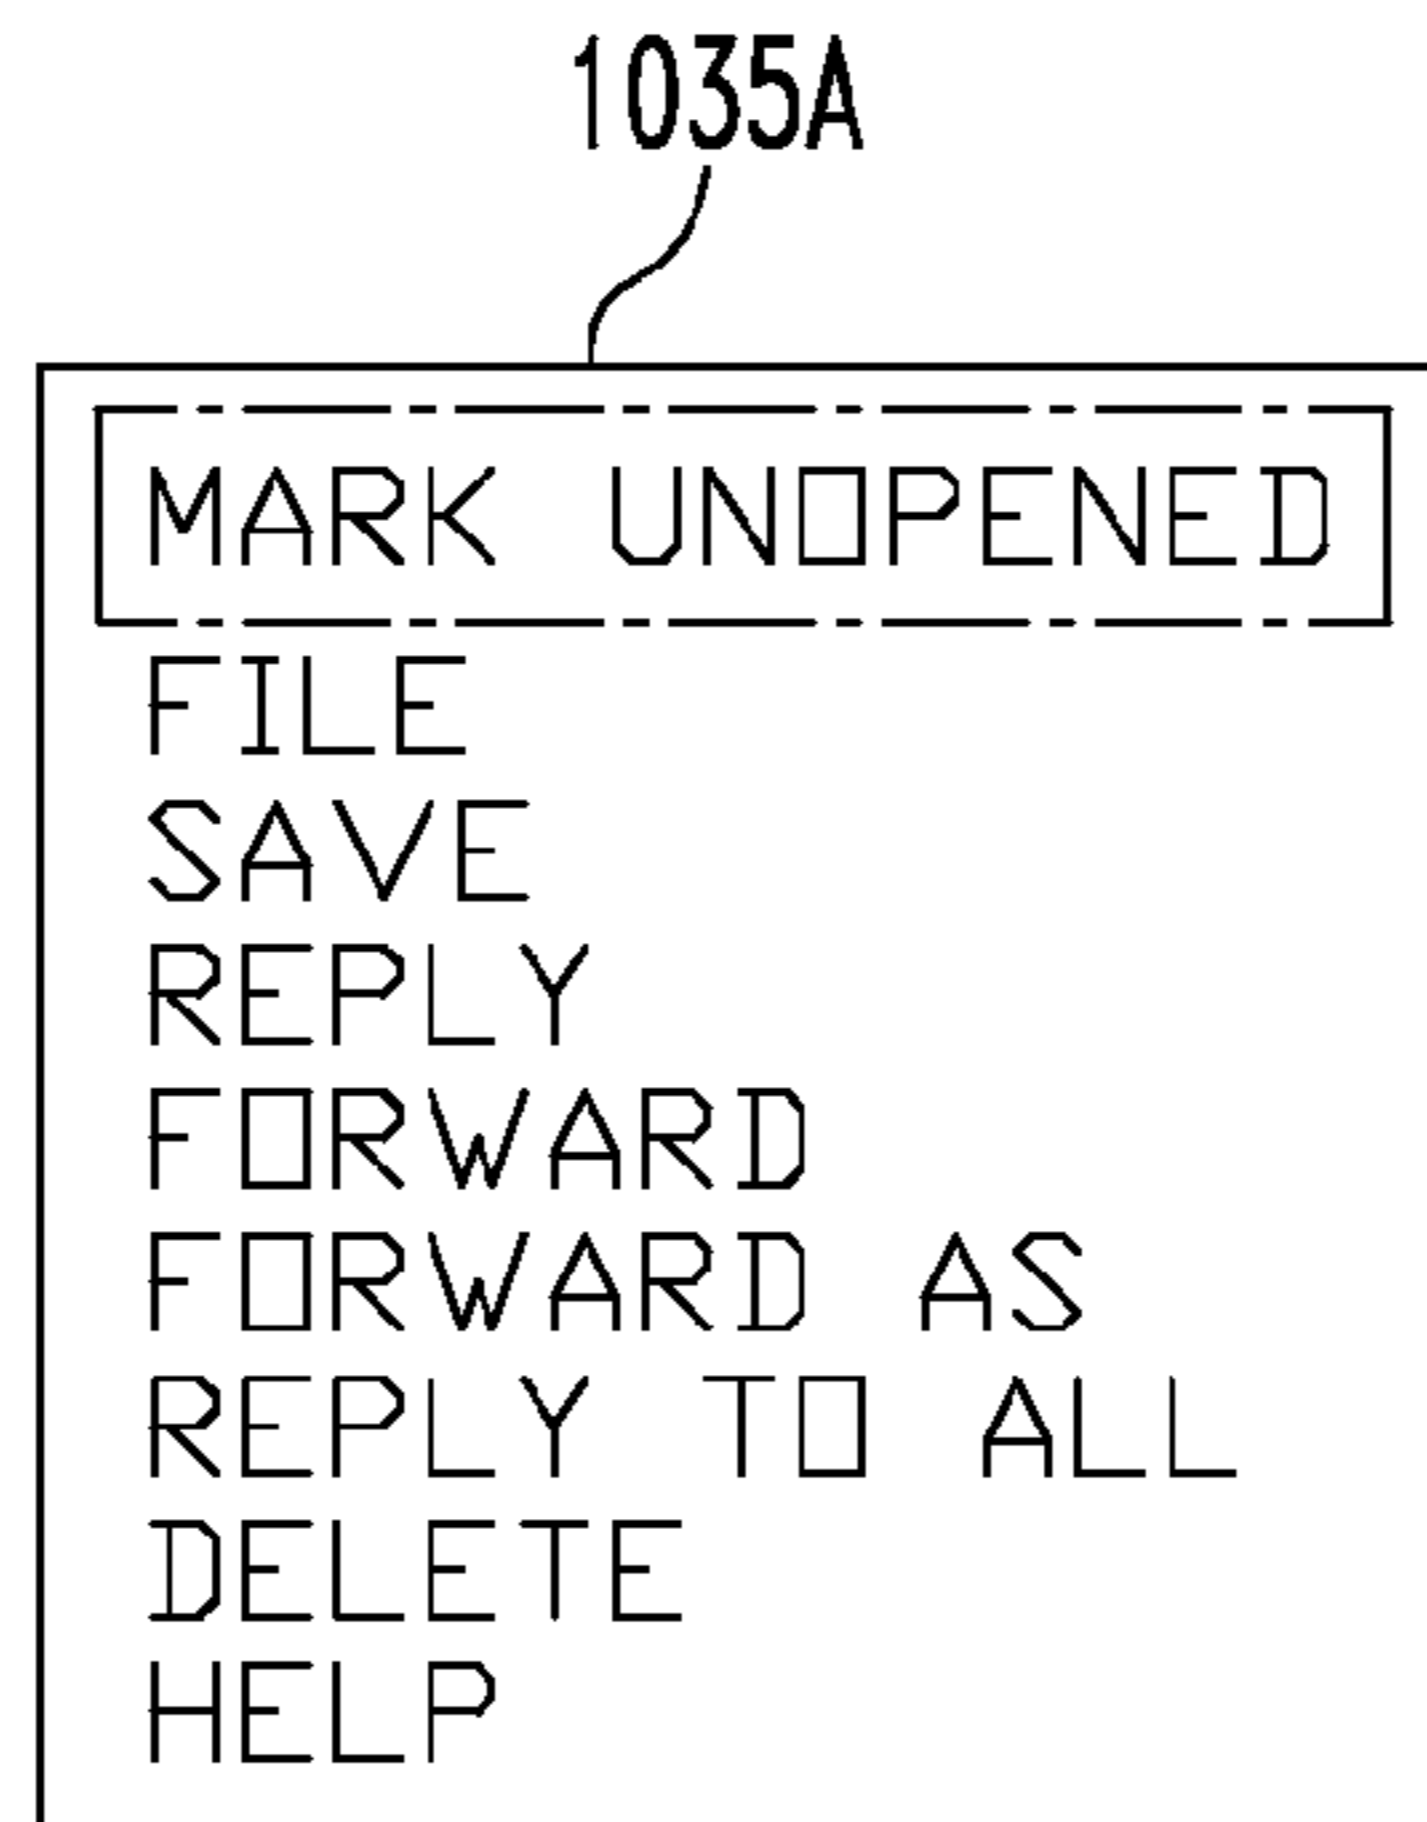 1035A
MARK UNOPENED
FILE
SAVE
REPLY
FORWARD
FORWARD AS
REPLY TO ALL
DELETE
HELP